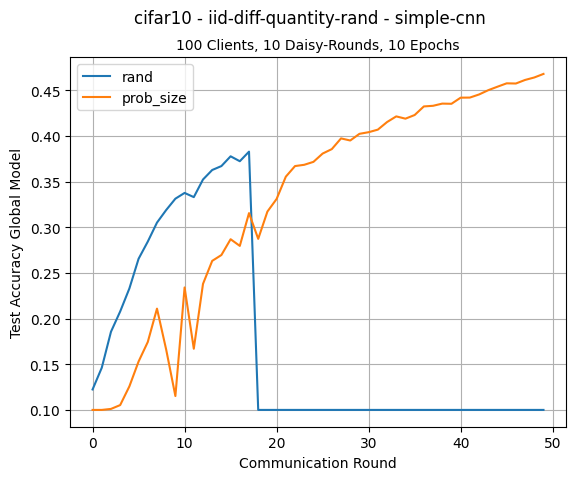 cifar10 - iid-diff-quantity-rand - simple-cnn
100 Clients, 10 Daisy-Rounds, 10 Epochs
rand
prob_size
Test Accuracy Global Model
0.45
0.40
0.35
0.30
0.25
0.20
0.15
0.10
0 10 20 30 40 50
Communication Round